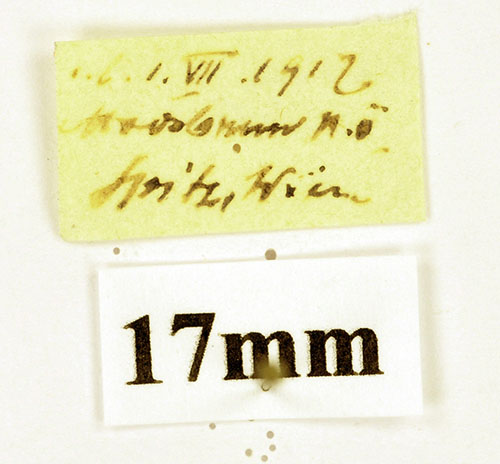 e.l. 1.VII.1912
Moosbrunn N.Ö
Spitz, Wien
17mm